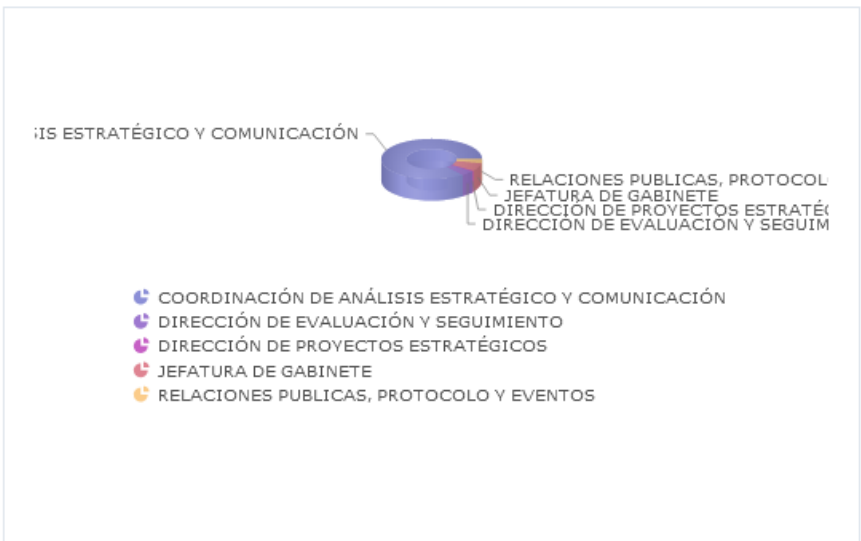 SIS ESTRATÉGICO Y COMUNICACIÓN
RELACIONES PUBLICAS, PROTOCOL
JEFATURA DE GABINETE
DIRECCIÓN DE PROYECTOS ESTRATÉG
DIRECCIÓN DE EVALUACIÓN Y SEGUIM
COORDINACIÓN DE ANÁLISIS ESTRATÉGICO Y COMUNICACIÓN
DIRECCIÓN DE EVALUACIÓN Y SEGUIMIENTO
DIRECCIÓN DE PROYECTOS ESTRATÉGICOS
JEFATURA DE GABINETE
RELACIONES PUBLICAS, PROTOCOLO Y EVENTOS